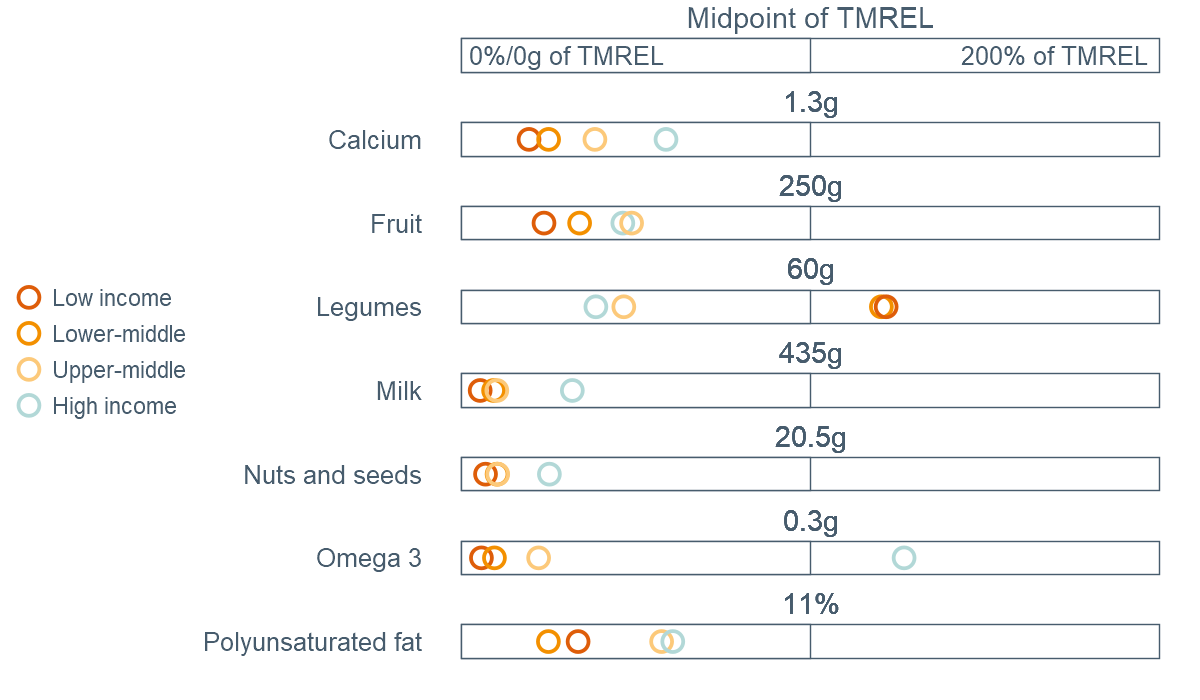 Midpoint of TMREL
0%/0g of TMREL
200% of TMREL
1.3g
Calcium
250g
Fruit
60g
Legumes
435g
Milk
20.5g
Nuts and seeds
0.3g
Omega 3
11%
Polyunsaturated fat
Low income
Lower-middle
Upper-middle
High income